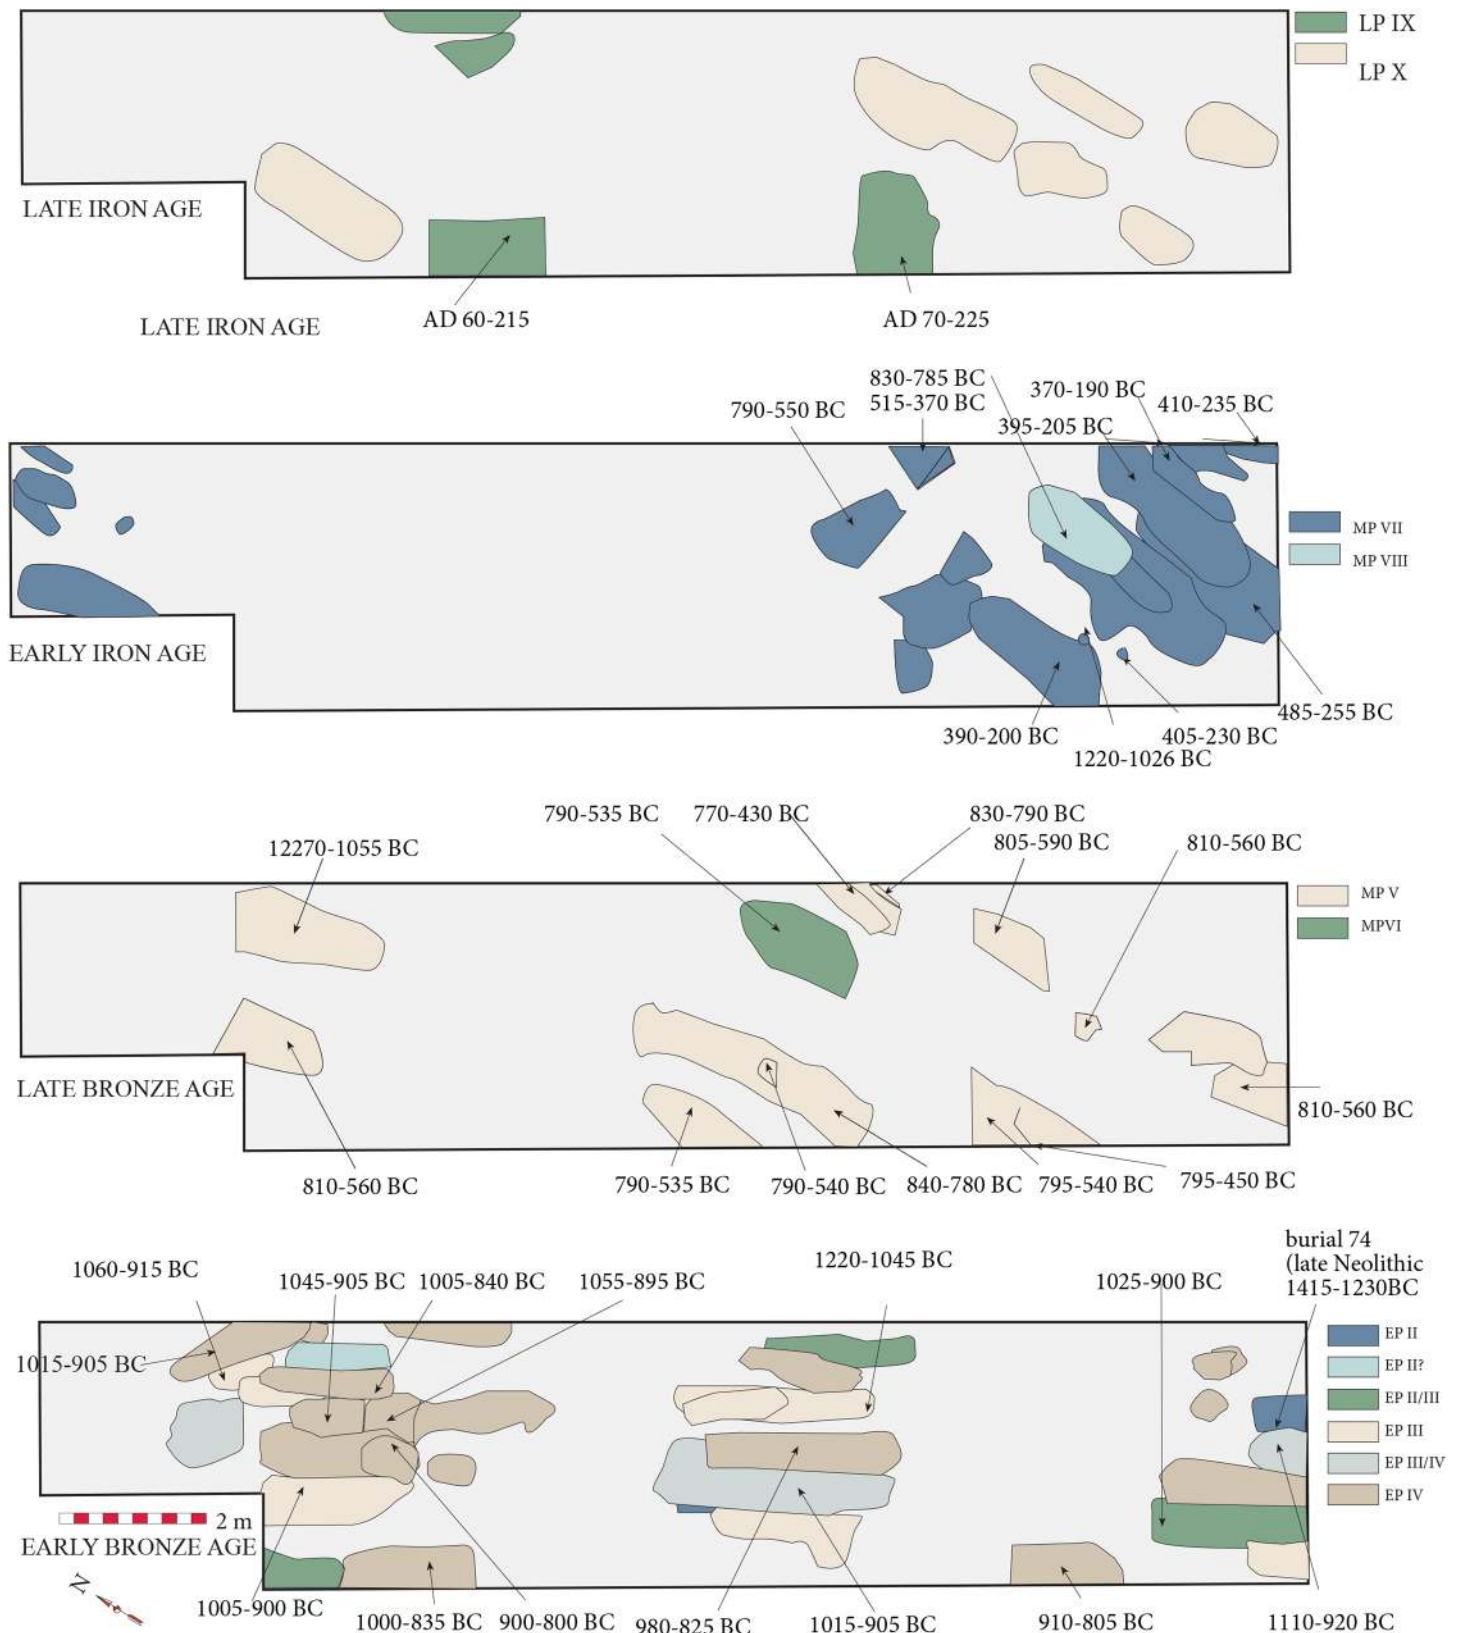 LP IX
LP X
LATE IRON AGE
LATE IRON AGE
AD 60-215
AD 70-225
830-785 BC
515-370 BC
790-550 BC
370-190 BC
410-235 BC
395-205 BC
MP VII
MP VIII
EARLY IRON AGE
485-255 BC
390-200 BC
405-230 BC
1220-1026 BC
790-535 BC
770-430 BC
830-790 BC
805-590 BC
810-560 BC
12270-1055 BC
MP V
MPVI
LATE BRONZE AGE
810-560 BC
810-560 BC
790-535 BC
790-540 BC
840-780 BC
795-540 BC
795-450 BC
burial 74
(late Neolithic
1415-1230BC
1060-915 BC
1045-905 BC
1005-840 BC
1055-895 BC
1220-1045 BC
1025-900 BC
1015-905 BC
EP II
EP II?
EP II/III
EP III
EP III/IV
EP IV
2 m
EARLY BRONZE AGE
N
1005-900 BC
1000-835 BC
900-800 BC
980-825 BC
1015-905 BC
910-805 BC
1110-920 BC